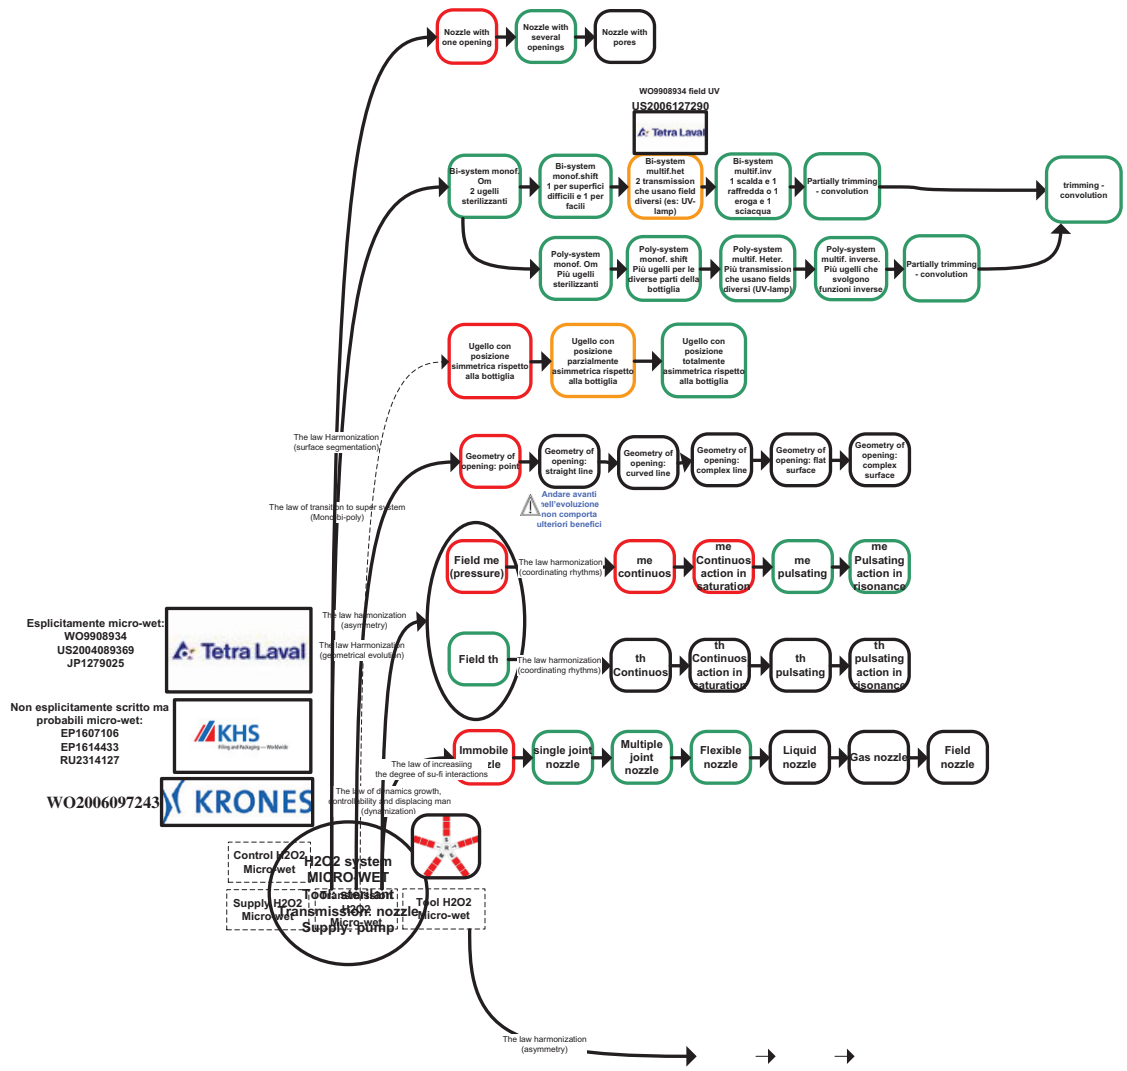 Nozzle with
one opening
Nozzle with
several
openings
Nozzle with
pores
WO9908934 field UV
US2006127290
Tetra Laval
Bi-system monof.
Om
2 ugelli
sterilizzanti
Bi-system
monof.shift
1 per superfici
difficili e 1 per
facili
Bi-system
multif.het
2 transmission
che usano field
diversi (es: UV-
lamp)
Bi-system
multif.inv
1 scalda e 1
raffredda o 1
eroga e 1
sciacqua
Partially trimming
- convolution
trimming -
convolution
Poly-system
monof. Om
Più ugelli
sterilizzanti
Poly-system
monof. shift
Più ugelli per le
diverse parti della
bottiglia
Poly-system
multif. Heter.
Più transmission
che usano fields
diversi (UV-lamp)
Poly-system
multif. inverse.
Più ugelli che
svolgono
funzioni inverse
Partially trimming
- convolution
Ugello con
posizione
simmetrica rispetto
alla bottiglia
Ugello con
posizione
parzialmente
asimmetrica rispetto
alla bottiglia
Ugello con
posizione
totalmente
asimmetrica rispetto
alla bottiglia
The law Harmonization
(surface segmentation)
Geometry of
opening: point
Geometry of
opening:
straight line
Geometry of
opening:
curved line
Geometry of
opening:
complex line
Geometry of
opening: flat
surface
Geometry of
opening:
complex
surface
Andare avanti
nell'evoluzione
non comporta
ulteriori benefici
The law of transition to super system
(Mono-bi-poly)
Field me
(pressure)
The law harmonization
(coordinating rhythms)
me
continuos
me
Continuos
action in
saturation
me
pulsating
me
Pulsating
action in
risonance
Esplicitamente micro-wet:
WO9908934
US2004089369
JP1279025
Tetra Laval
The law harmonization
(asymmetry)
The law Harmonization
(geometrical evolution)
Field th
The law harmonization
(coordinating rhythms)
th
Continuos
th
Continuos
action in
saturation
th
pulsating
th
pulsating
action in
risonance
Non esplicitamente scritto ma
probabili micro-wet:
EP1607106
EP1614433
RU2314127
KHS
Filling and Packaging — Worldwide
Immobile
zle
single joint
nozzle
Multiple
joint
nozzle
Flexible
nozzle
Liquid
nozzle
Gas nozzle
Field
nozzle
The law of increasing
the degree of su-fi interactions
The law of dynamics growth,
controllability and displacing man
(dynamization)
WO2006097243
KRONES
Control H2O2
Micro-wet
H2O2 system
MICRO-WET
Tool: sterilant
Transmission: nozzle
Supply: pump
Supply H2O2
Micro-wet
Transmission
H2O2
Micro-wet
Tool H2O2
Micro-wet
The law harmonization
(asymmetry)